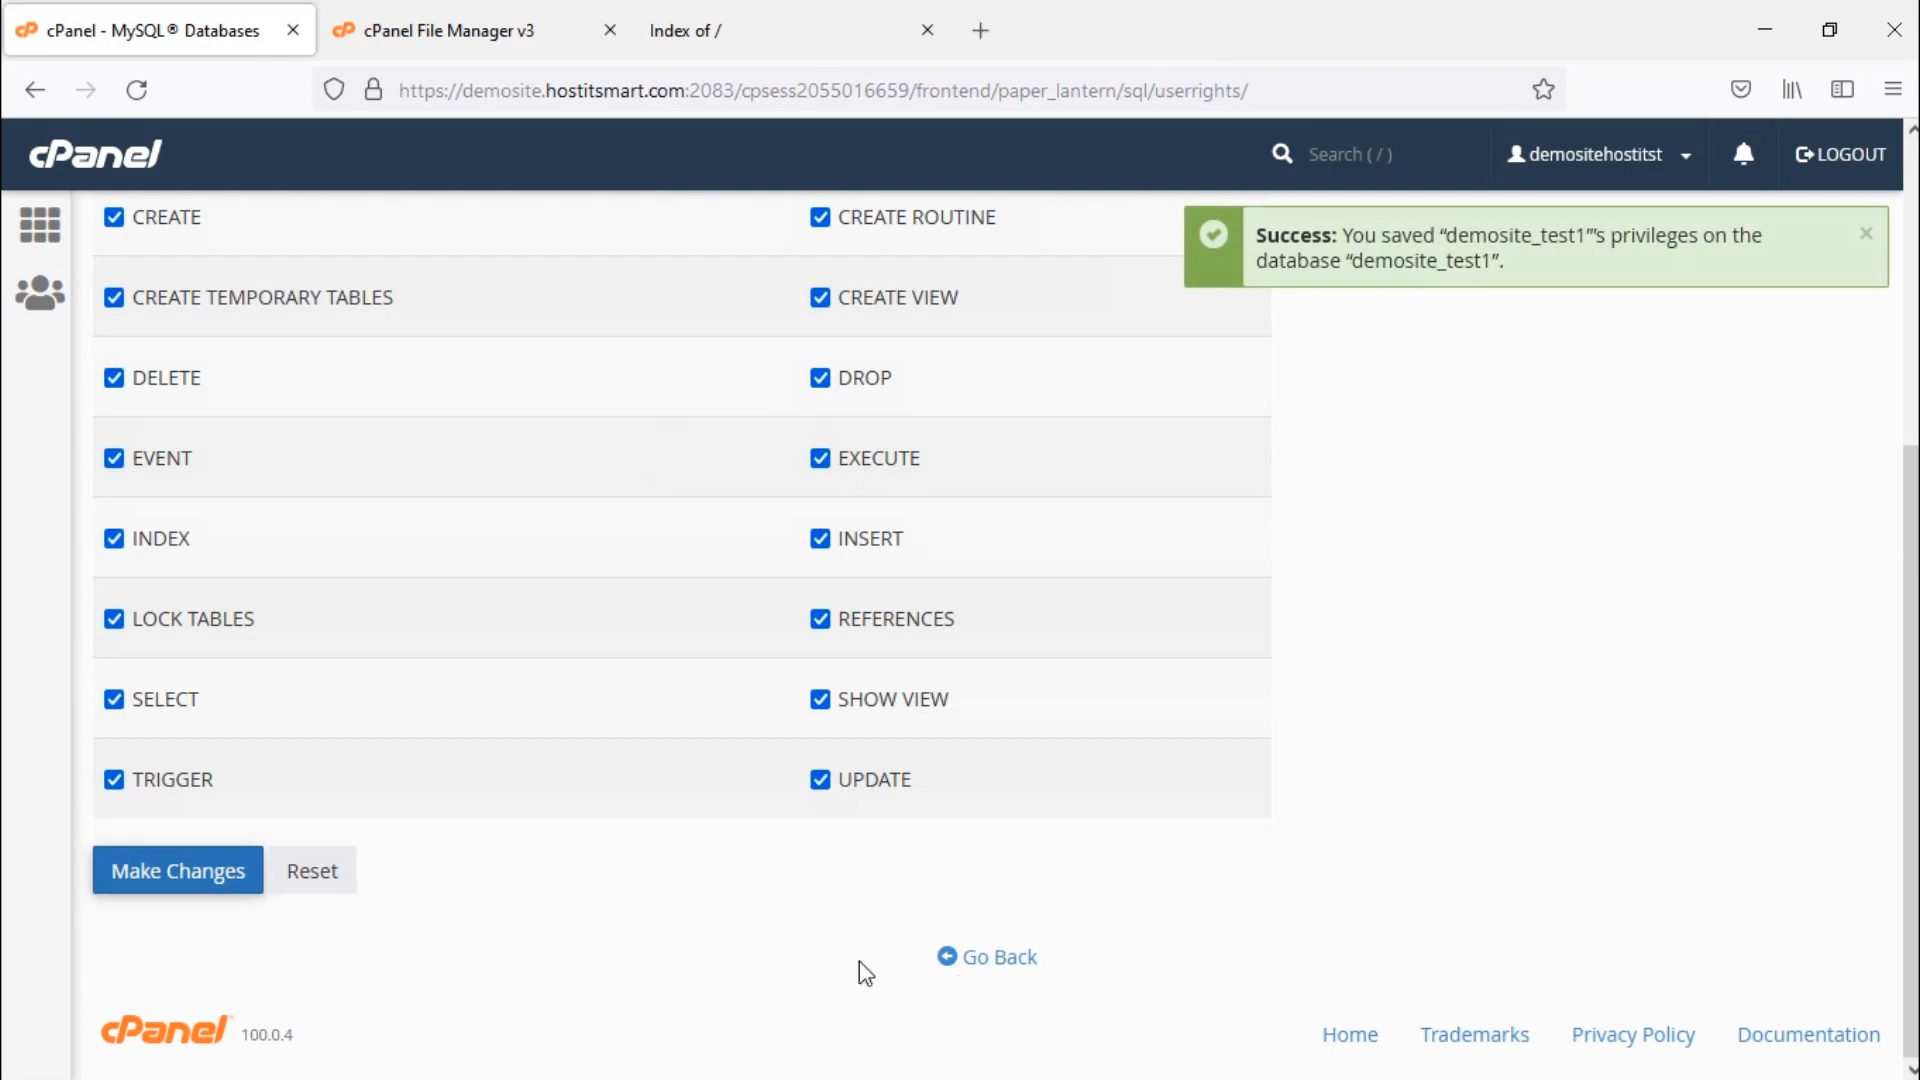 cPanel - MySQL® Databases
cPanel File Manager v3
Index of /
https://demosite.hostitsmart.com:2083/cpsess2055016659/frontend/paper_lantern/sql/userrights/
cPanel
Search ( / )
demositehostitst
LOGOUT
CREATE
CREATE ROUTINE
Success: You saved “demosite_test1”'s privileges on the
database “demosite_test1”.
CREATE TEMPORARY TABLES
CREATE VIEW
DELETE
DROP
EVENT
EXECUTE
INDEX
INSERT
LOCK TABLES
REFERENCES
SELECT
SHOW VIEW
TRIGGER
UPDATE
Make Changes
Reset
Go Back
cPanel 100.0.4
Home
Trademarks
Privacy Policy
Documentation